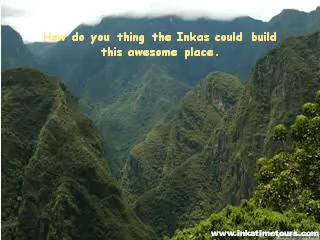 How do you thing the Inkas could build
this awesome place.
www.inkatimetours.com